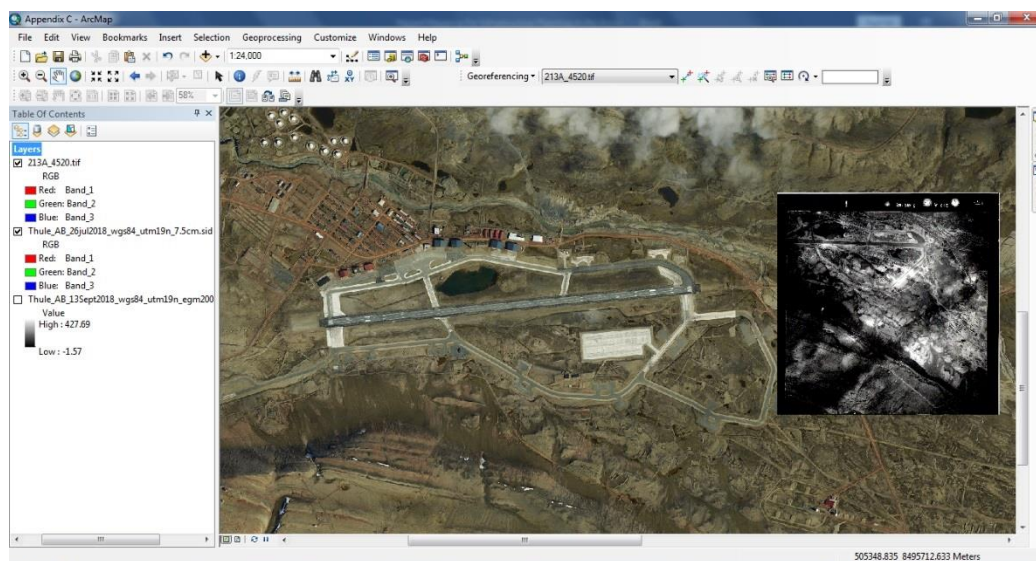 Appendix C - ArcMap
File Edit View Bookmarks Insert Selection Geoprocessing Customize Windows Help
1:24,000
Georeferencing 213A_4520.tif
58%
Table Of Contents
Layers
213A_4520.tif
RGB
Red: Band_1
Green: Band_2
Blue: Band_3
Thule_AB_26jul2018_wgs84_utm19n_7.5cm.sid
RGB
Red: Band_1
Green: Band_2
Blue: Band_3
Thule_AB_13Sept2018_wgs84_utm19n_egm200
Value
High : 427.69
Low : -1.57
505348.835 8495712.633 Meters